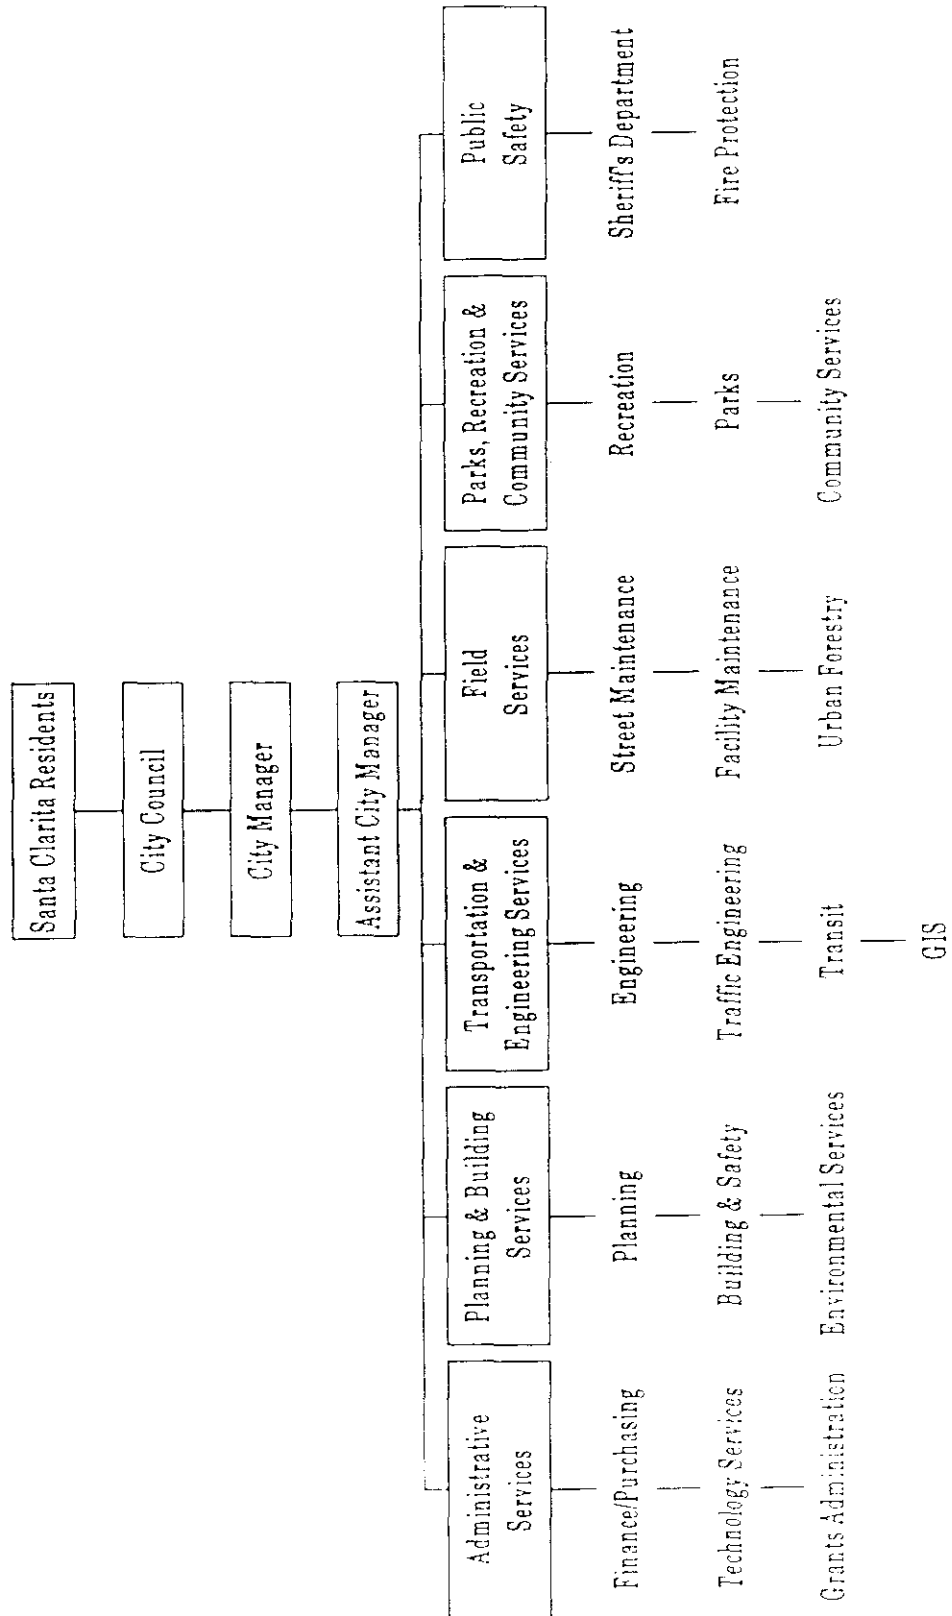 Santa Clarita Residents
City Council
City Manager
Assistant City Manager
Administrative
Services
Finance/Purchasing
Technology Services
Grants Administration
Planning & Building
Services
Planning
Building & Safety
Environmental Services
Transportation &
Engineering Services
Engineering
Traffic Engineering
Transit
GIS
Field
Services
Street Maintenance
Facility Maintenance
Urban Forestry
Parks, Recreation &
Community Services
Recreation
Parks
Community Services
Public
Safety
Sheriff's Department
Fire Protection